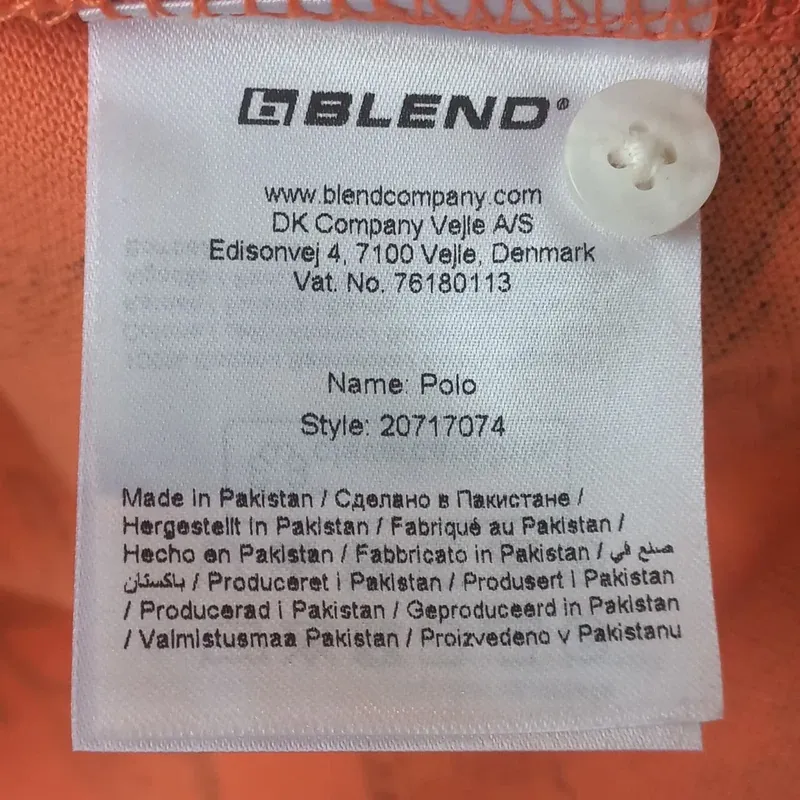 BLEND®
www.blendcompany.com
DK Company Vejle A/S
Edisonvej 4, 7100 Vejle, Denmark
Vat. No. 76180113
Name: Polo
Style: 20717074
Made in Pakistan / Сделано в Пакистане /
Hergestellt in Pakistan / Fabriqué au Pakistan /
Hecho en Pakistan / Fabbricato in Pakistan / صنع في
باكستان / Produceret i Pakistan / Produsert i Pakistan
/ Producerad i Pakistan / Geproduceerd in Pakistan
/ Valmistusmaa Pakistan / Proizvedeno v Pakistanu